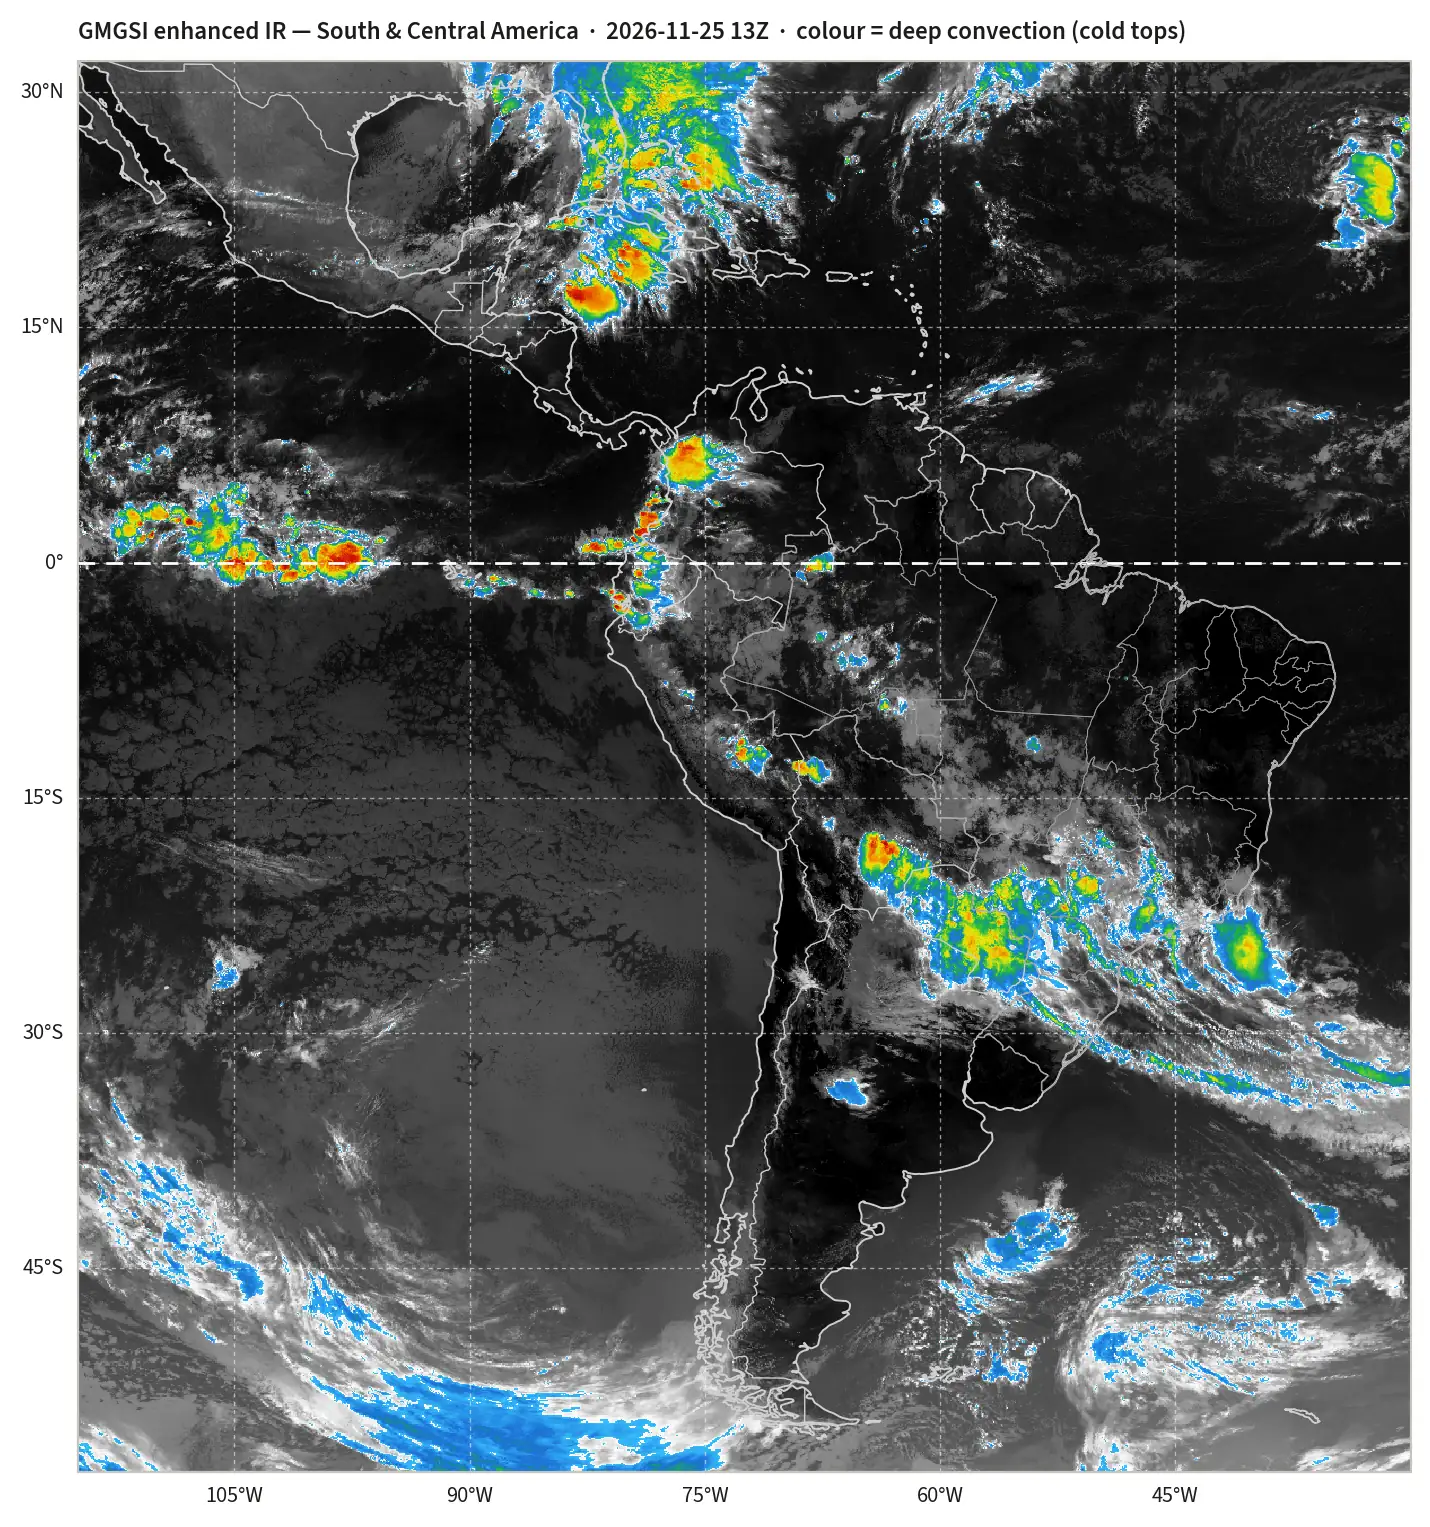 GMGSI enhanced IR — South & Central America · 2026-11-25 13Z · colour = deep convection (cold tops)
30°N
15°N
0°
15°S
30°S
45°S
105°W 90°W 75°W 60°W 45°W